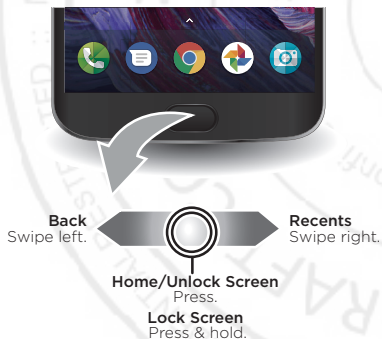 Back
Swipe left.
Recents
Swipe right.
Home/Unlock Screen
Press.
Lock Screen
Press & hold.